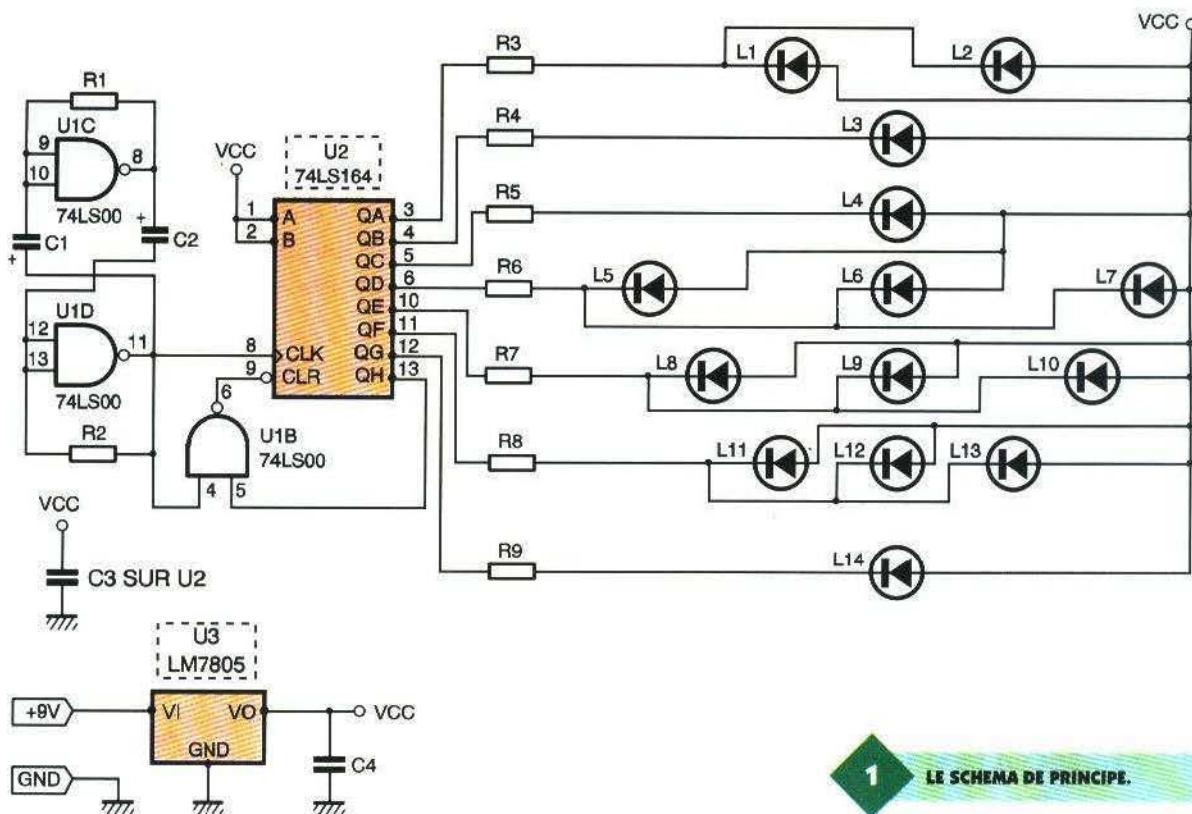 VCC
R3
L1
L2
R1
U1C
9
10
8
74LS00
C1
+
+
C2
R4
L3
VCC
U2
74LS164
1
2
A
B
QA
QB
QC
QD
QE
QF
QG
QH
3
4
5
6
10
11
12
13
CLK
CLR
8
9
R5
L4
R6
L5
L6
L7
U1D
12
13
11
74LS00
R2
6
U1B
74LS00
4
5
R7
L8
L9
L10
R8
L11
L12
L13
R9
L14
VCC
C3 SUR U2
U3
LM7805
+9V
VI
VO
GND
VCC
C4
GND
1
LE SCHEMA DE PRINCIPE.